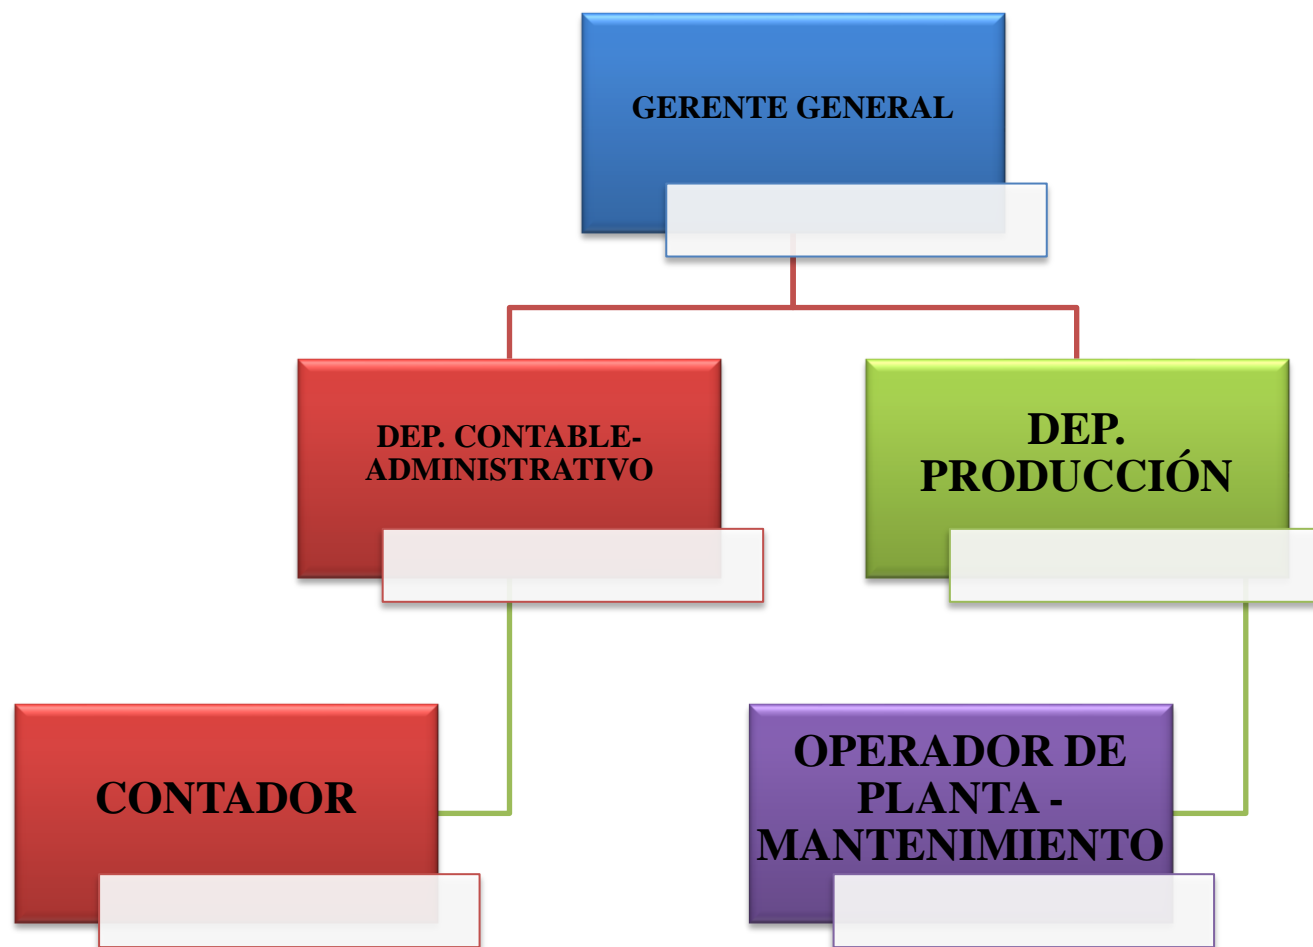 GERENTE GENERAL
DEP. CONTABLE-
ADMINISTRATIVO
DEP.
PRODUCCIÓN
CONTADOR
OPERADOR DE
PLANTA -
MANTENIMIENTO